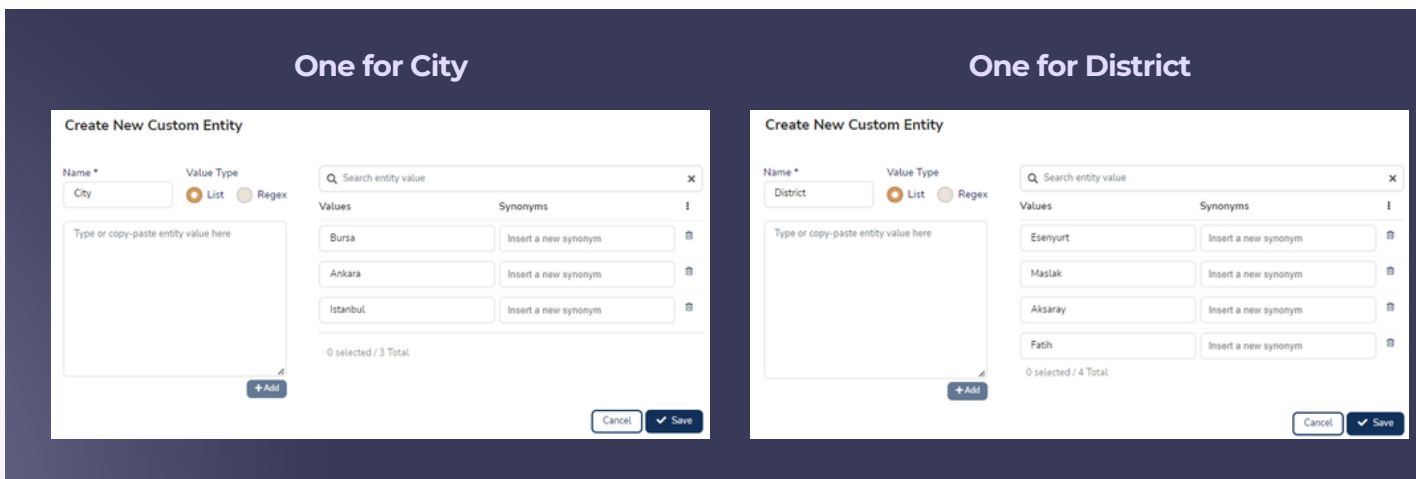 One for City
Create New Custom Entity
Name *
Value Type
City
List
Regex
Type or copy-paste entity value here
+ Add
Search entity value
Values
Synonyms
Bursa
Insert a new synonym
Ankara
Insert a new synonym
Istanbul
Insert a new synonym
0 selected / 3 Total
Cancel
Save
One for District
Create New Custom Entity
Name *
Value Type
District
List
Regex
Type or copy-paste entity value here
+ Add
Search entity value
Values
Synonyms
Esenyurt
Insert a new synonym
Maslak
Insert a new synonym
Aksaray
Insert a new synonym
Fatih
Insert a new synonym
0 selected / 4 Total
Cancel
Save